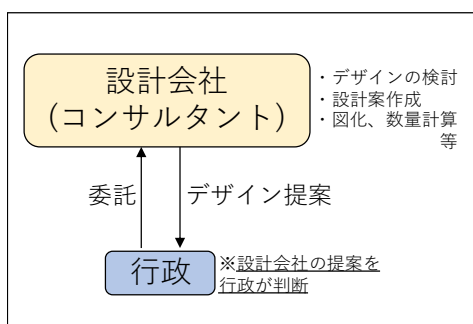 設計会社
(コンサルタント)
・デザインの検討
・設計案作成
・図化、数量計算
等
委託
デザイン提案
行政
※設計会社の提案を
行政が判断